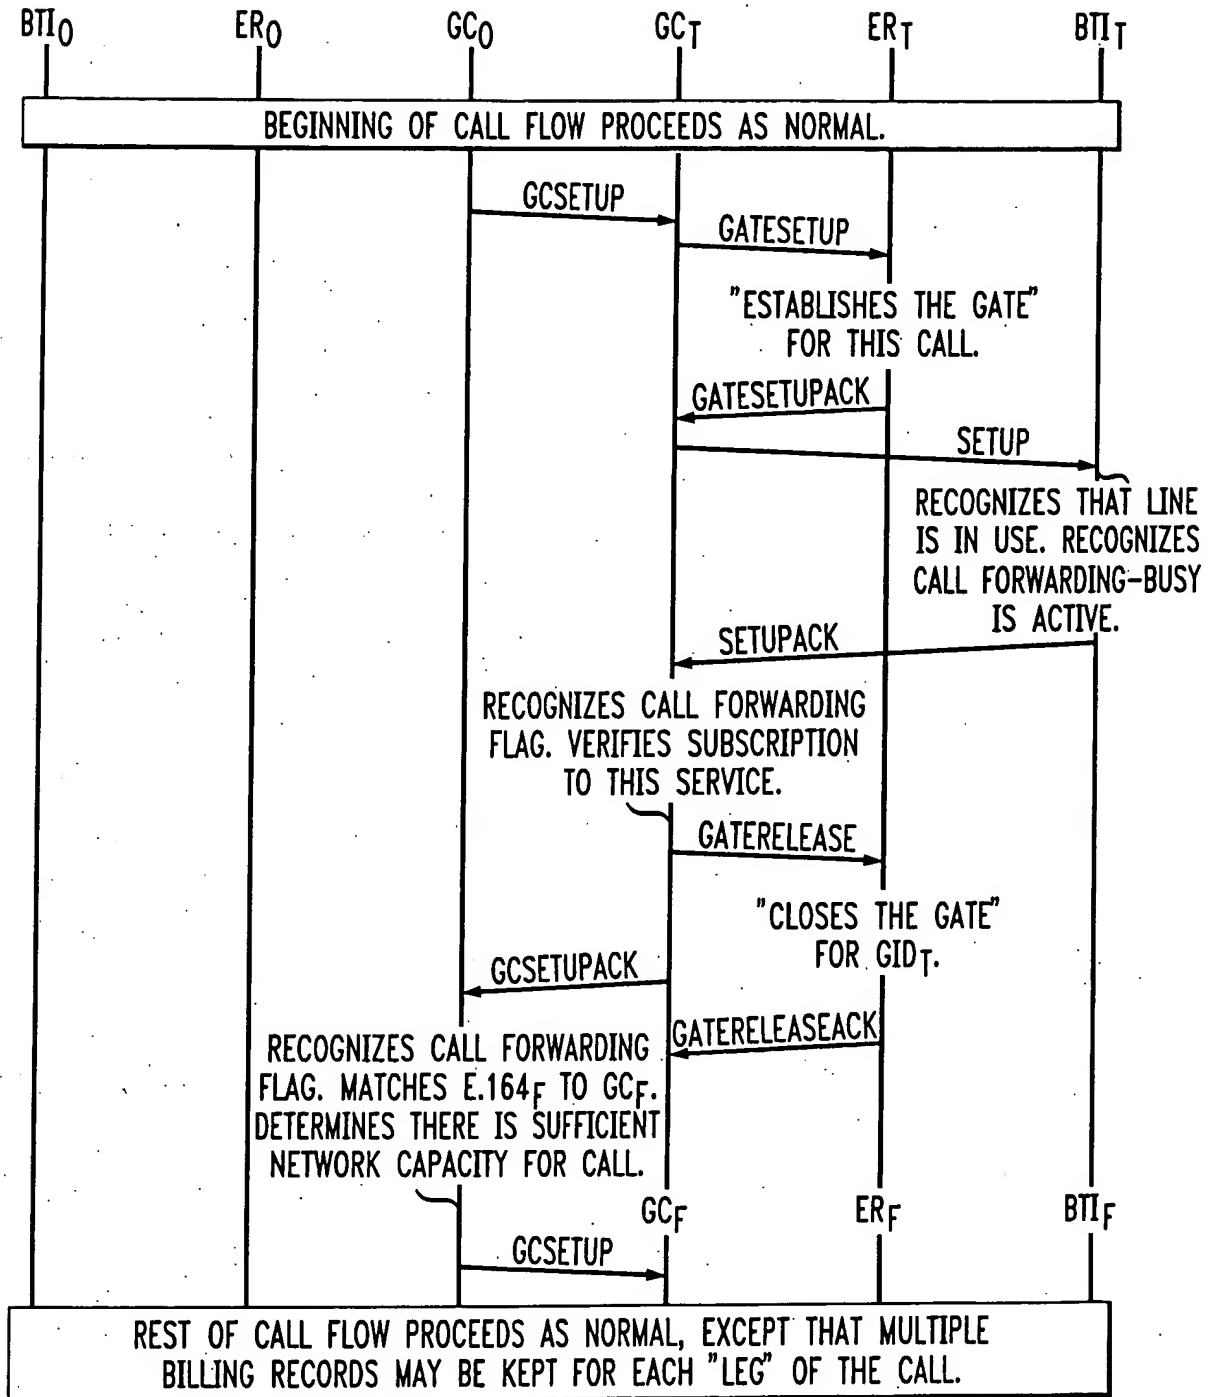 BTIO ERO GCO GCT ERT BTIT
BEGINNING OF CALL FLOW PROCEEDS AS NORMAL.
GCSETUP
GATESETUP
"ESTABLISHES THE GATE"
FOR THIS CALL.
GATESETUPACK
SETUP
RECOGNIZES THAT LINE
IS IN USE. RECOGNIZES
CALL FORWARDING-BUSY
IS ACTIVE.
SETUPACK
RECOGNIZES CALL FORWARDING
FLAG. VERIFIES SUBSCRIPTION
TO THIS SERVICE.
GATERELEASE
"CLOSES THE GATE"
FOR GIDT.
GCSETUPACK
GATERELEASEACK
RECOGNIZES CALL FORWARDING
FLAG. MATCHES E.164F TO GCF.
DETERMINES THERE IS SUFFICIENT
NETWORK CAPACITY FOR CALL.
GCF ERF BTIF
GCSETUP
REST OF CALL FLOW PROCEEDS AS NORMAL, EXCEPT THAT MULTIPLE
BILLING RECORDS MAY BE KEPT FOR EACH "LEG" OF THE CALL.